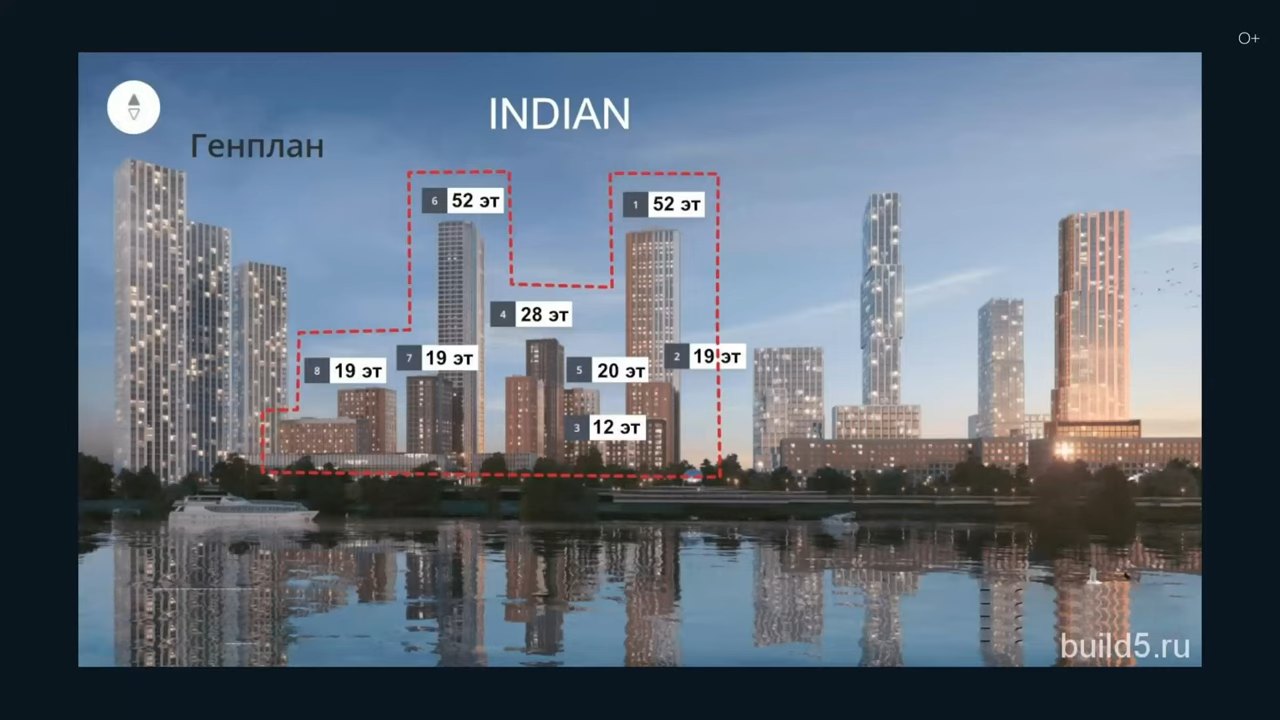 O+
INDIAN
Генплан
6 52 эт
1 52 эт
4 28 эт
8 19 эт
7 19 эт
5 20 эт
2 19 эт
3 12 эт
build5.ru